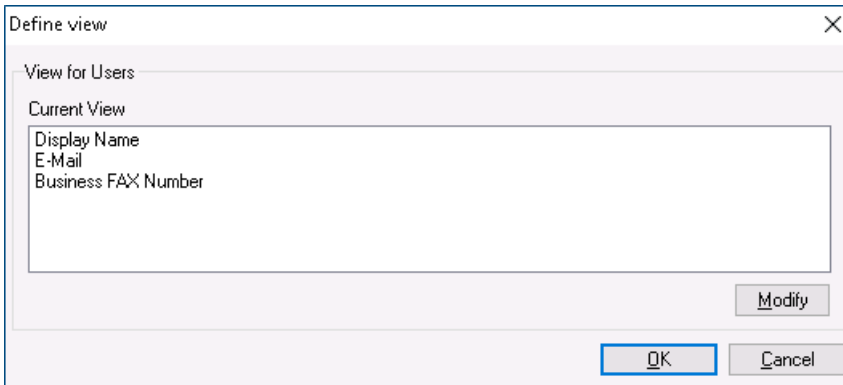 Define view
View for Users
Current View
Display Name
E-Mail
Business FAX Number
Modify
OK
Cancel